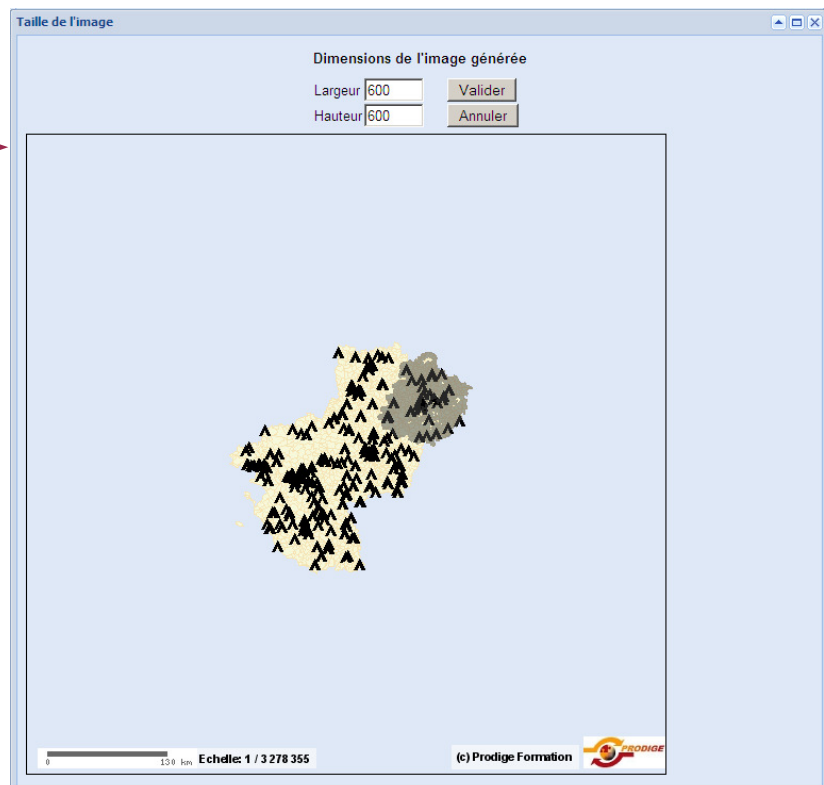 Taille de l'image
Dimensions de l'image générée
Largeur 600 Valider
Hauteur 600 Annuler
0 130 km Echelle: 1 / 3 278 355 (c) Prodige Formation PRODIGE